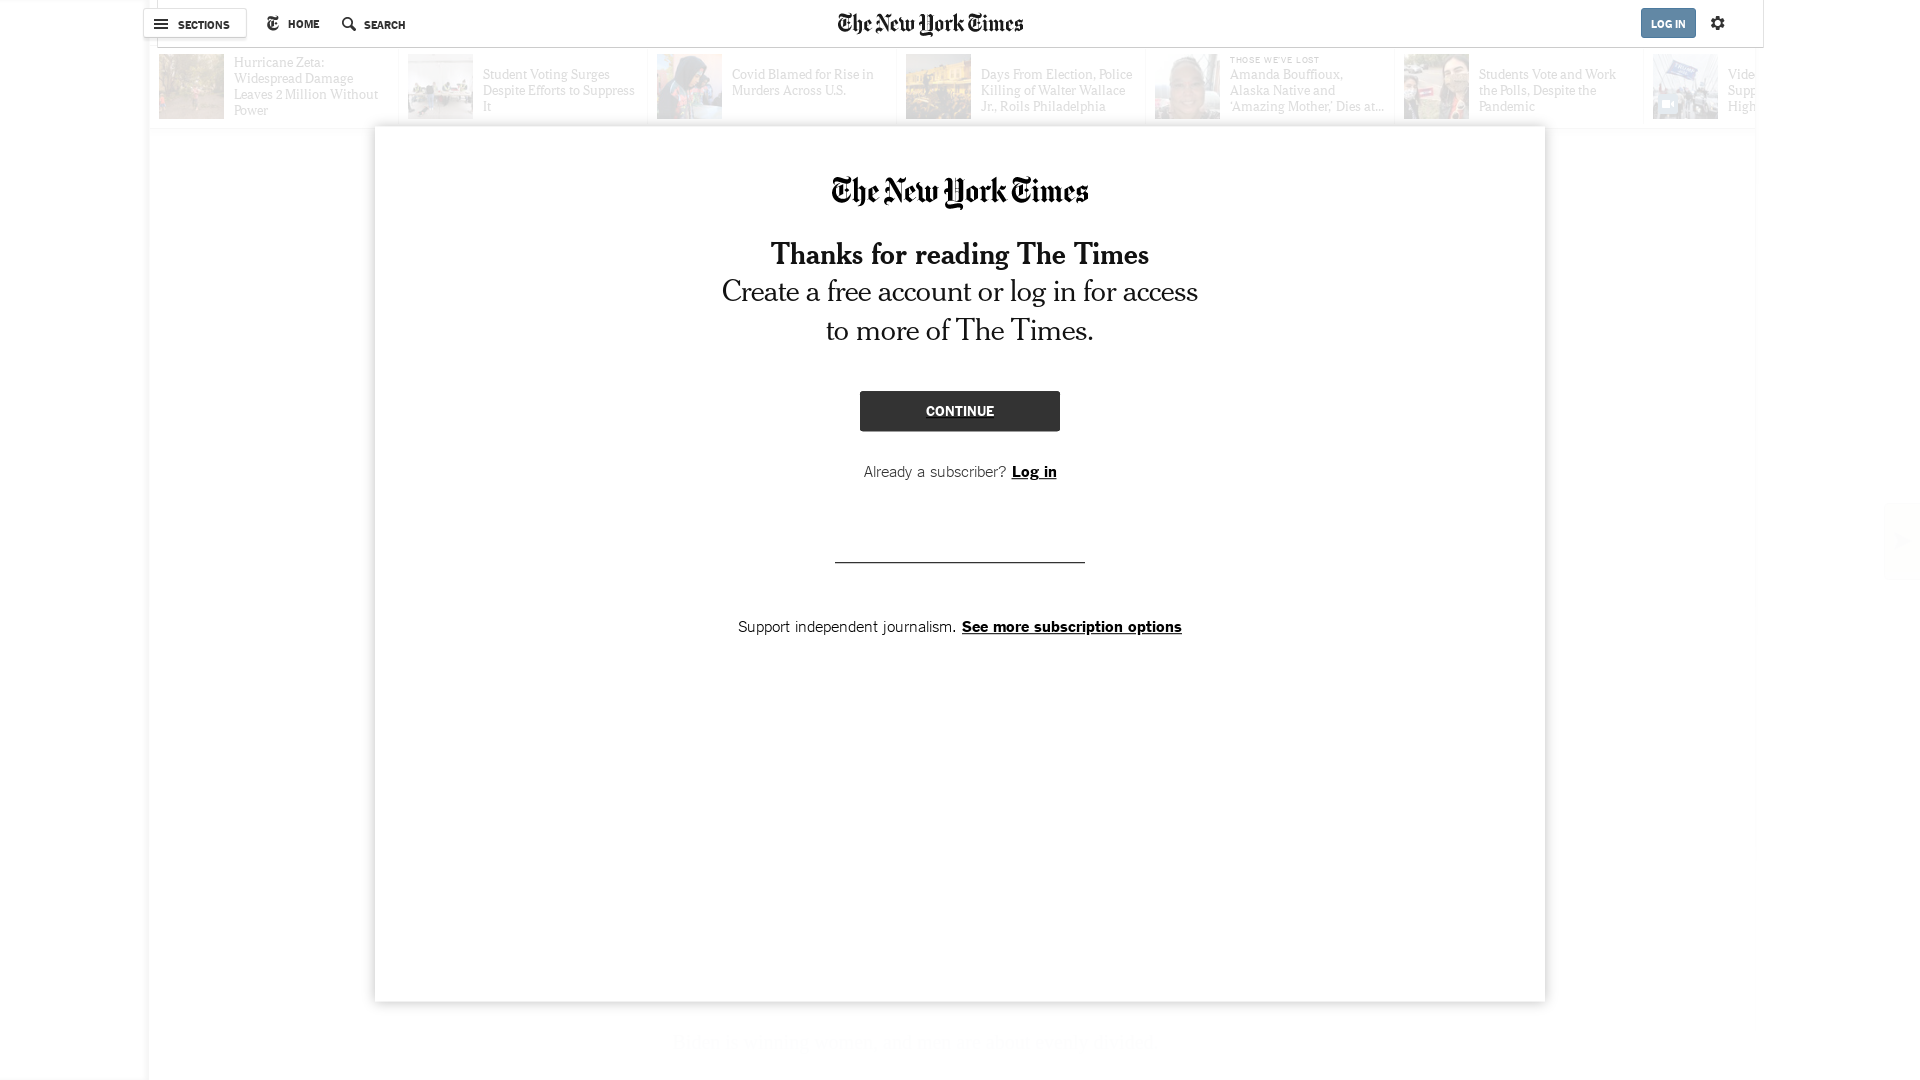 SECTIONS
HOME
SEARCH
The New York Times
LOG IN
Hurricane Zeta:
Widespread Damage
Leaves 2 Million Without
Power
Student Voting Surges
Despite Efforts to Suppress
It
Covid Blamed for Rise in
Murders Across U.S.
Days From Election, Police
Killing of Walter Wallace
Jr., Roils Philadelphia
THOSE WE'VE LOST
Amanda Bouffioux,
Alaska Native and
‘Amazing Mother,’ Dies at...
Students Vote and Work
the Polls, Despite the
Pandemic
Vide
Supp
High
The New York Times
Thanks for reading The Times
Create a free account or log in for access
to more of The Times.
CONTINUE
Already a subscriber? Log in
Support independent journalism. See more subscription options